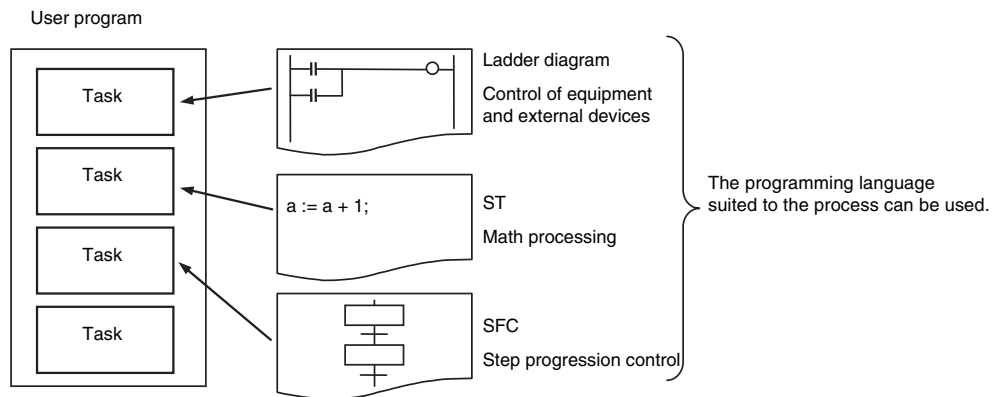 User program
Task
Task
Task
Task
Ladder diagram
Control of equipment
and external devices
a := a + 1;
ST
Math processing
SFC
Step progression control
The programming language
suited to the process can be used.